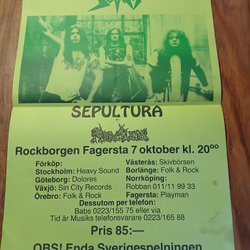 SEPULTURA
+
Rockborgen Fagersta 7 oktober kl. 20⁰⁰
Förköp:
Stockholm: Heavy Sound
Göteborg: Dolores
Växjö: Sin City Records
Örebro: Folk & Rock
Västerås: Skivbörsen
Borlänge: Folk & Rock
Norrköping:
Robban 011/11 99 33
Fagersta: Playman
Dessutom per telefon:
Babs 0223/155 75 eller via
Tid är Musiks telefonsvarare 0223/165 88
Pris 85:—
OBS! Enda Sverigespelningen